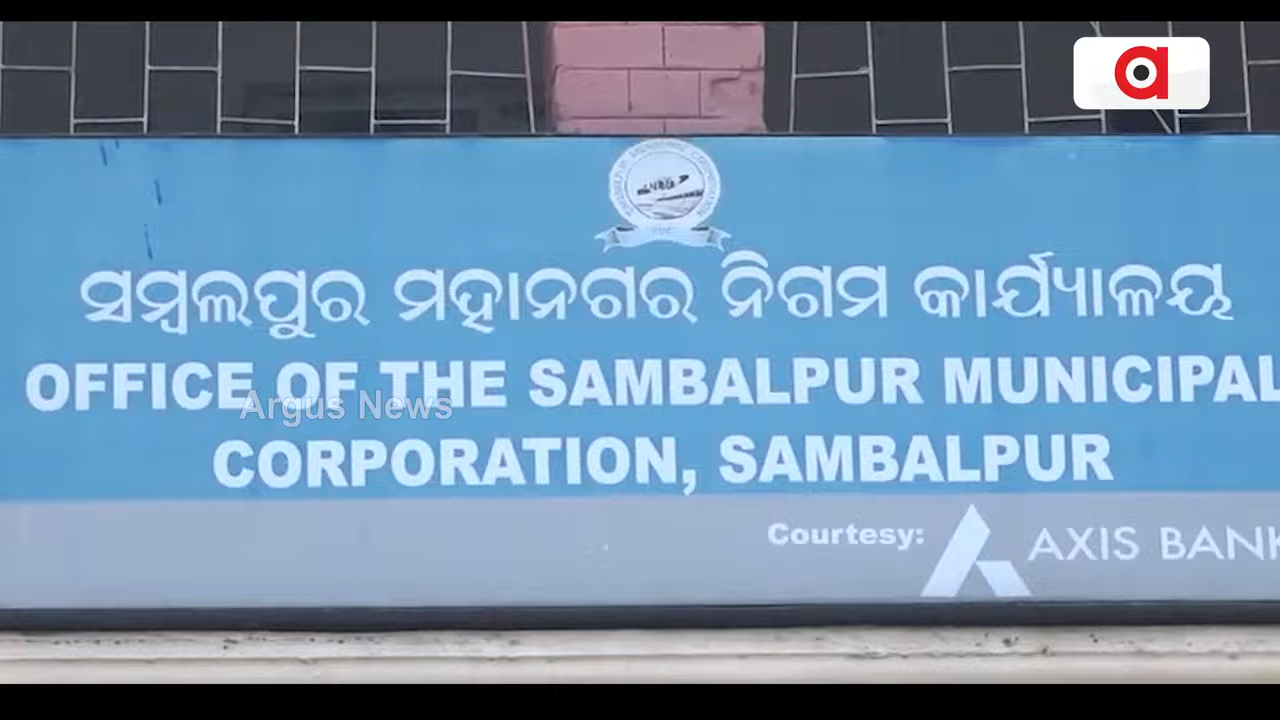 ସମ୍ବଲପୁର ମହାନଗର ନିଗମ କାର୍ଯ୍ୟାଳୟ
OFFICE OF THE SAMBALPUR MUNICIPAL
Argus News
CORPORATION, SAMBALPUR
Courtesy: AXIS BANK